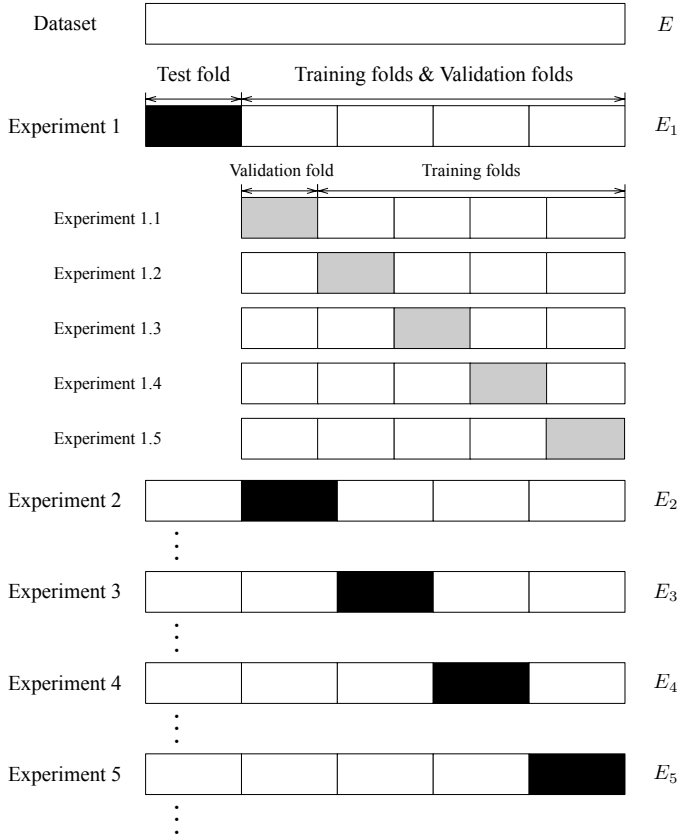 Dataset E
Test fold Training folds & Validation folds
Experiment 1 E1
Validation fold Training folds
Experiment 1.1
Experiment 1.2
Experiment 1.3
Experiment 1.4
Experiment 1.5
Experiment 2 E2
Experiment 3 E3
Experiment 4 E4
Experiment 5 E5